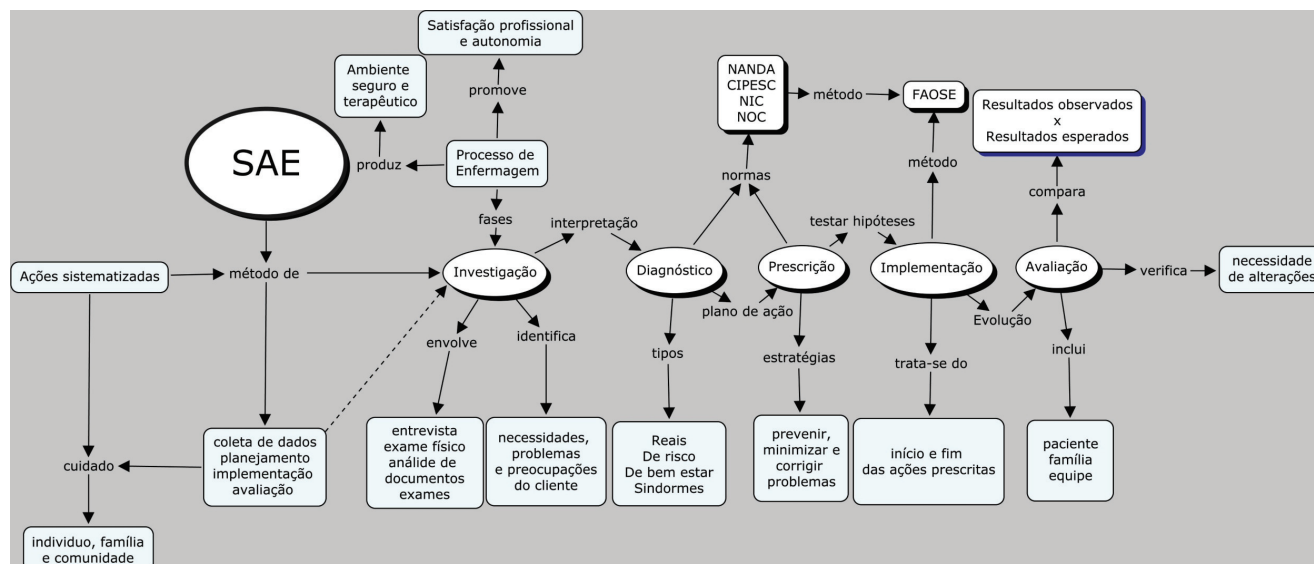 Satisfação profissional
e autonomia
Ambiente
seguro e
terapêutico
promove
NANDA
CIPESC
NIC
NOC
método
FAOSE
Resultados observados
x
Resultados esperados
SAE
produz
Processo de
Enfermagem
normas
método
compara
fases
interpretação
testar hipóteses
Ações sistematizadas
método de
Investigação
Diagnóstico
Prescrição
Implementação
Avaliação
verifica
necessidade
de alterações
plano de ação
Evolução
envolve
identifica
tipos
estratégias
trata-se do
inclui
cuidado
coleta de dados
planejamento
implementação
avaliação
entrevista
exame físico
análide de
documentos
exames
necessidades,
problemas
e preocupações
do cliente
Reais
De risco
De bem estar
Sindormes
prevenir,
minimizar e
corrigir
problemas
início e fim
das ações prescritas
paciente
família
equipe
individuo, família
e comunidade